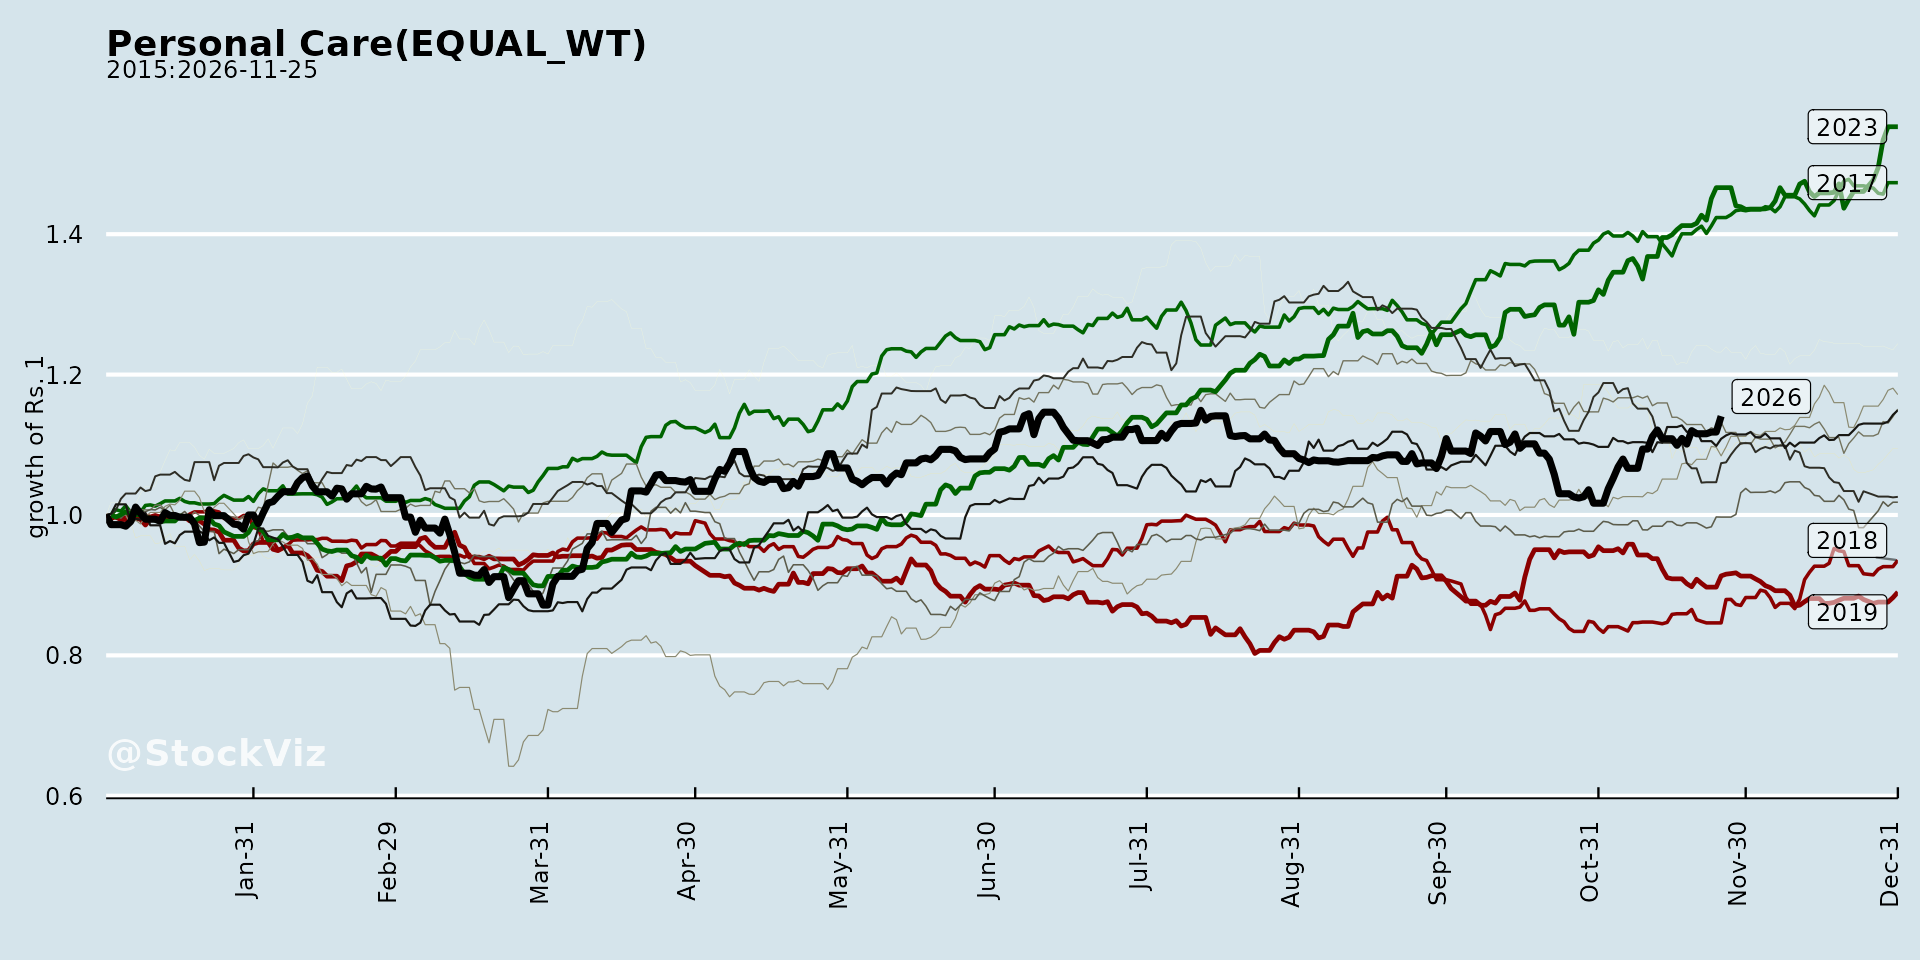 Personal Care(EQUAL_WT)
2015:2026-11-25
2023
2017
1.4
growth of Rs. 1
1.2
2026
1.0
2018
2019
0.8
@StockViz
0.6
Jan-31
Feb-29
Mar-31
Apr-30
May-31
Jun-30
Jul-31
Aug-31
Sep-30
Oct-31
Nov-30
Dec-31